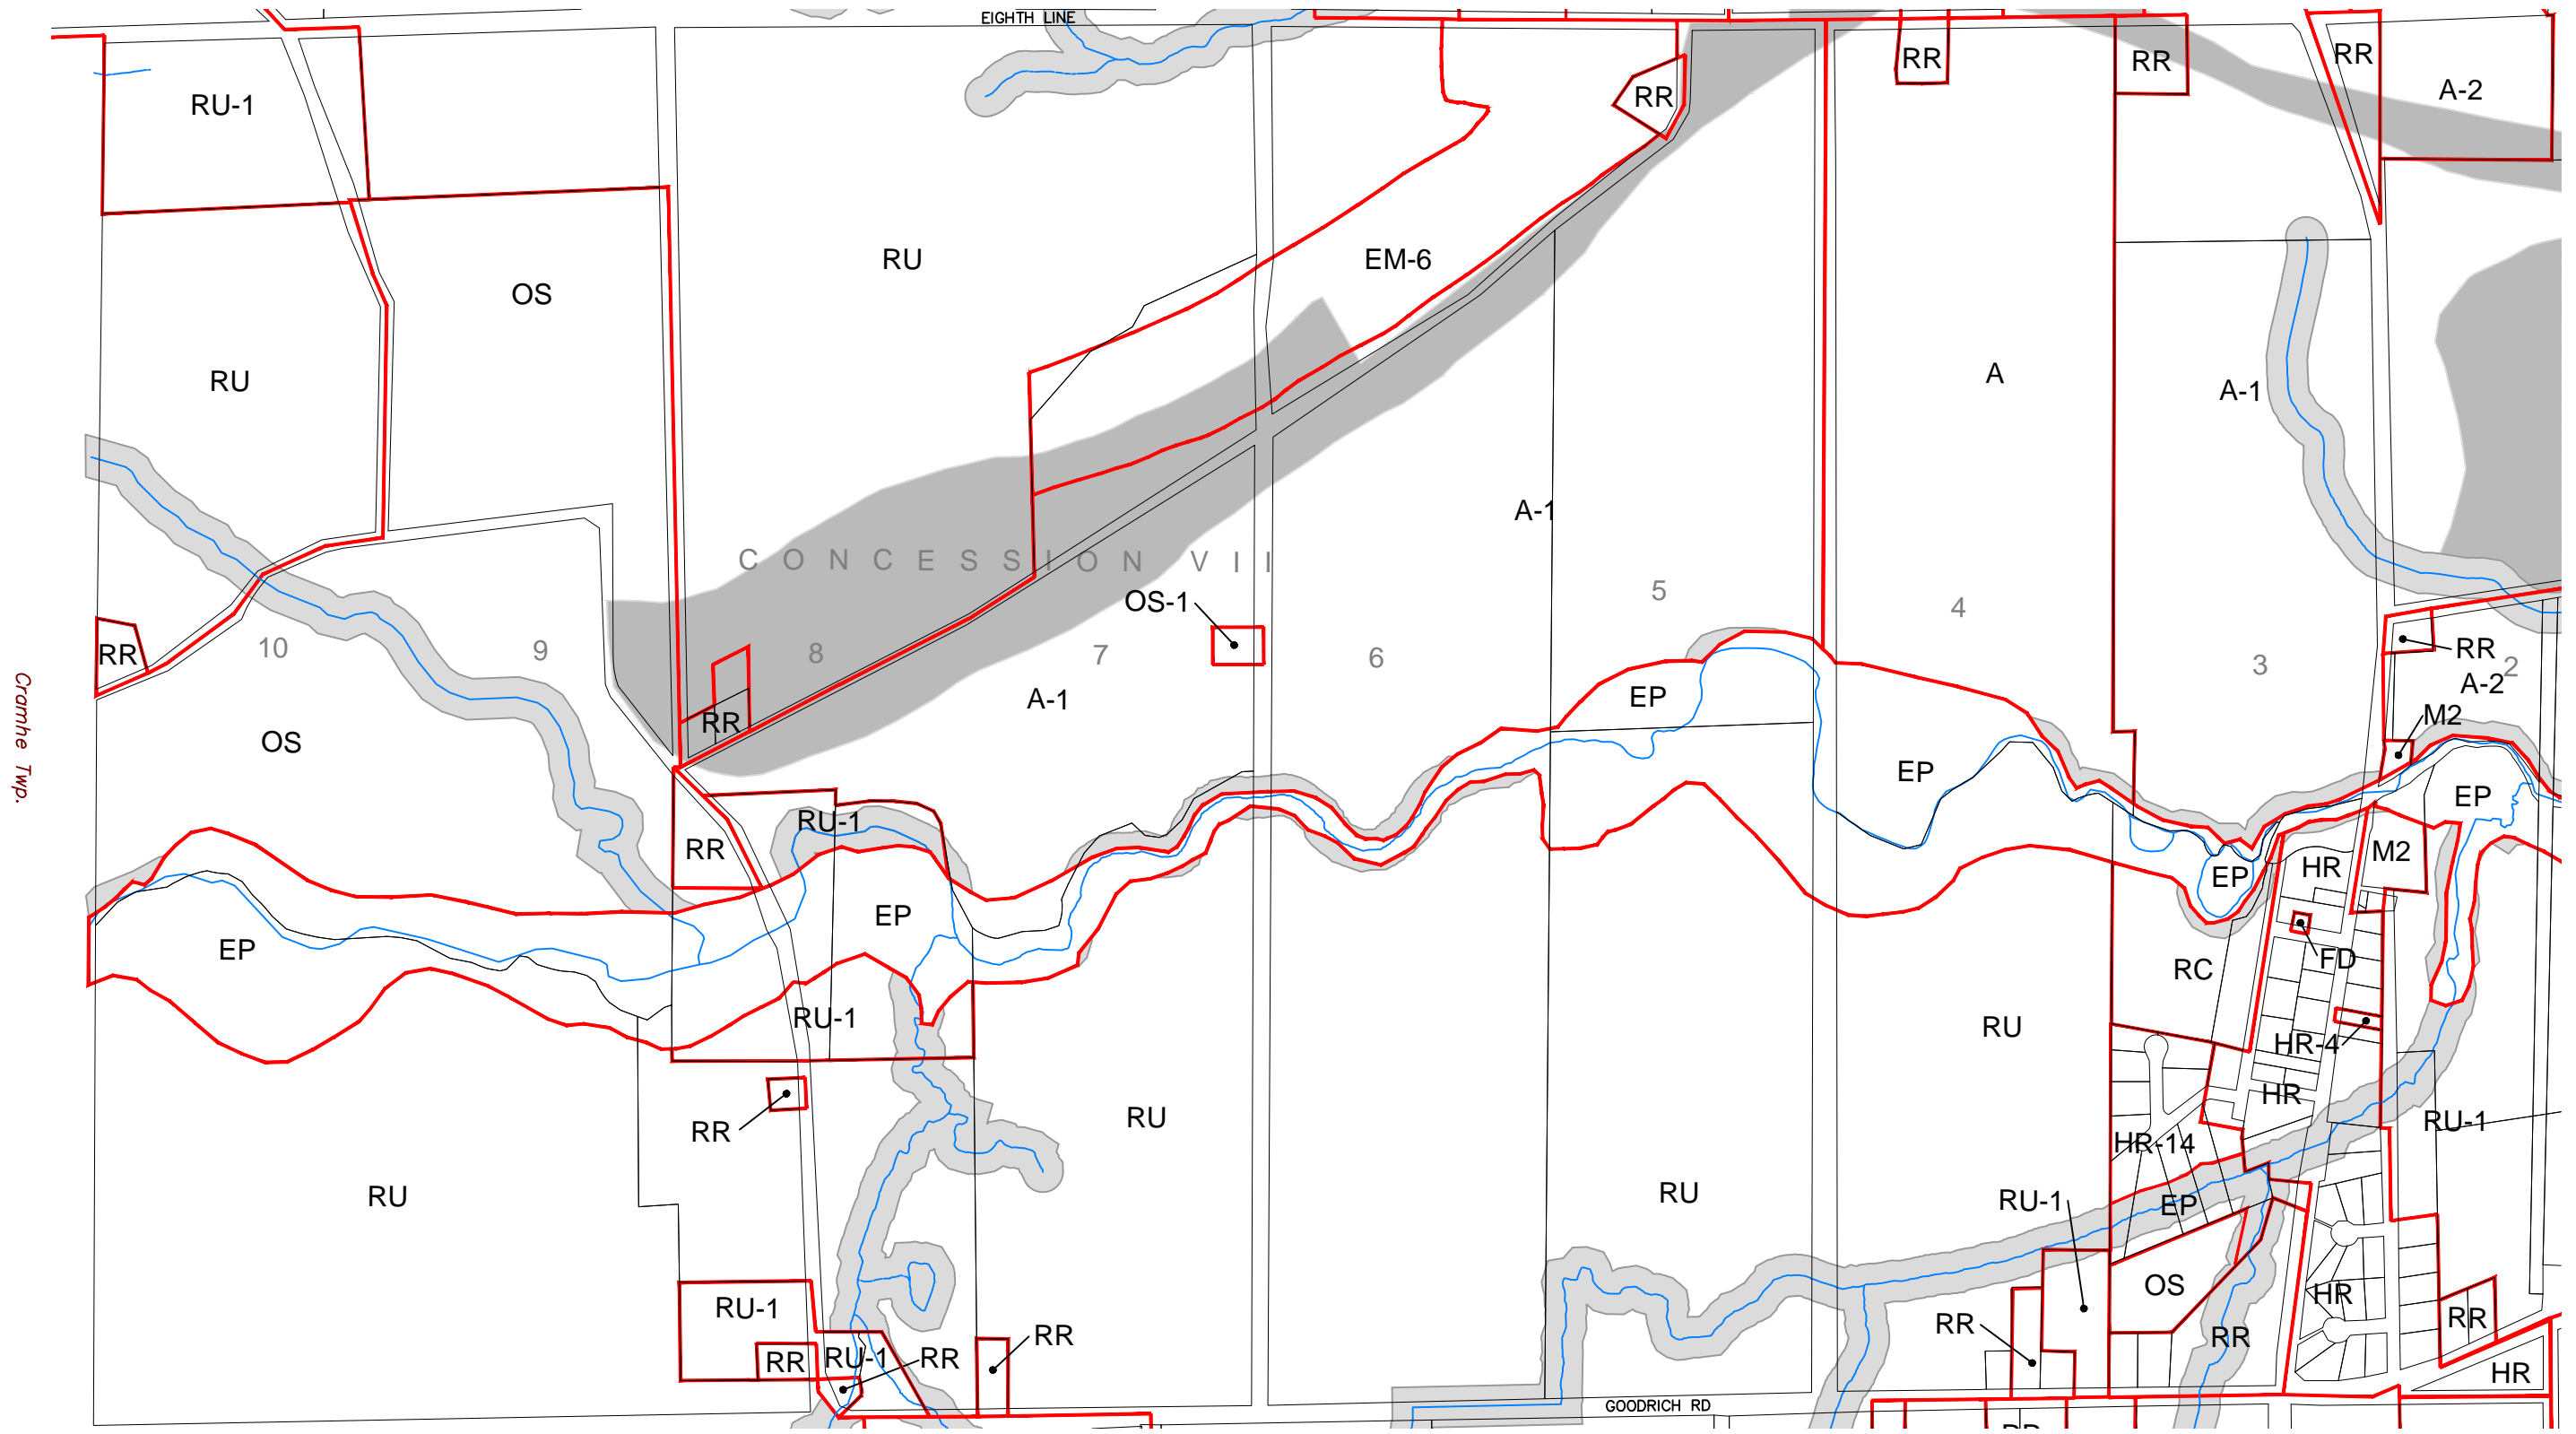 EIGHTH LINE
RR
RR
RR
RR
A-2
RU-1
RU
EM-6
OS
A
RU
A-1
A-1
CONCESSION VII
OS-1
5
4
RR
10
9
8
7
6
3
RR
2
A-2
EP
A-1
RR
M2
OS
Cramhe Twp.
EP
EP
RU-1
RR
M2
HR
EP
EP
EP
FD
RC
RU-1
RU
HR-4
HR
RR
RU
RU-1
HR-14
RU
RU
RU-1
EP
OS
HR
RU-1
RR
RR
RR
RR
RU-1
RR
RR
HR
GOODRICH RD